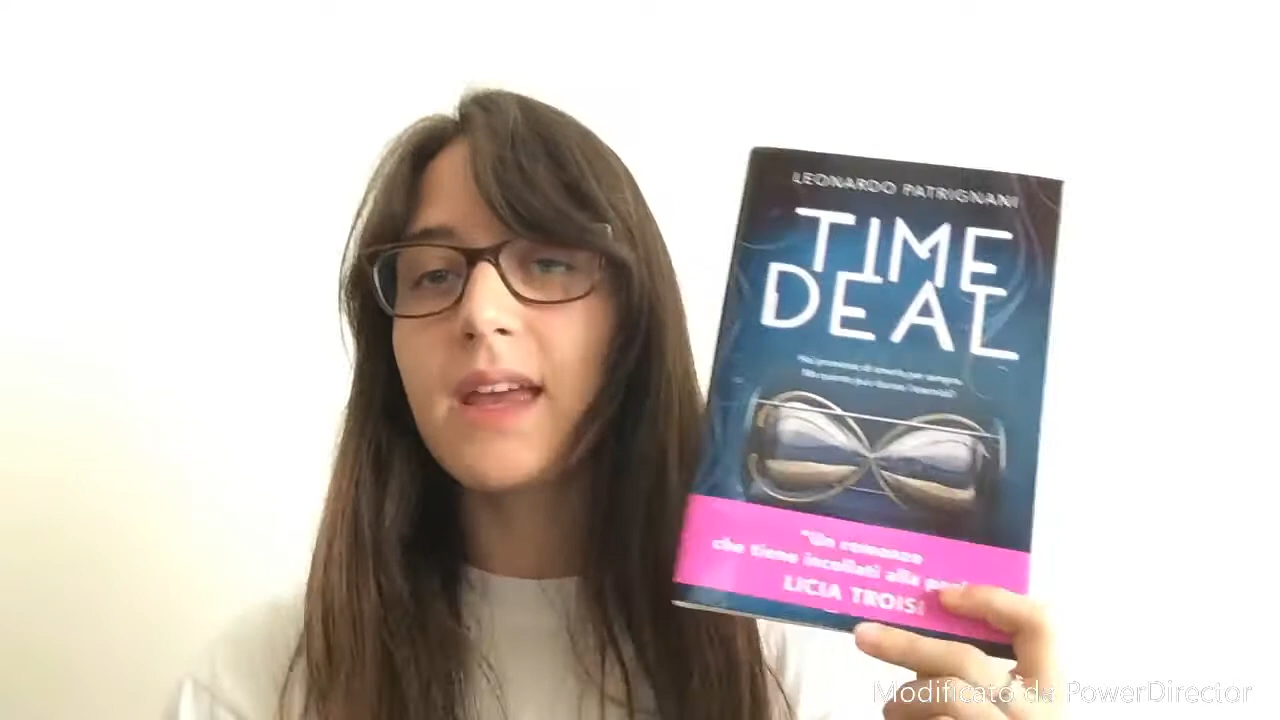 LEONARDO PATRIGNANI
TIME
DEAL
"Un romanzo
che tiene incollati alla
LICIA TROISI
Modificato da PowerDirector